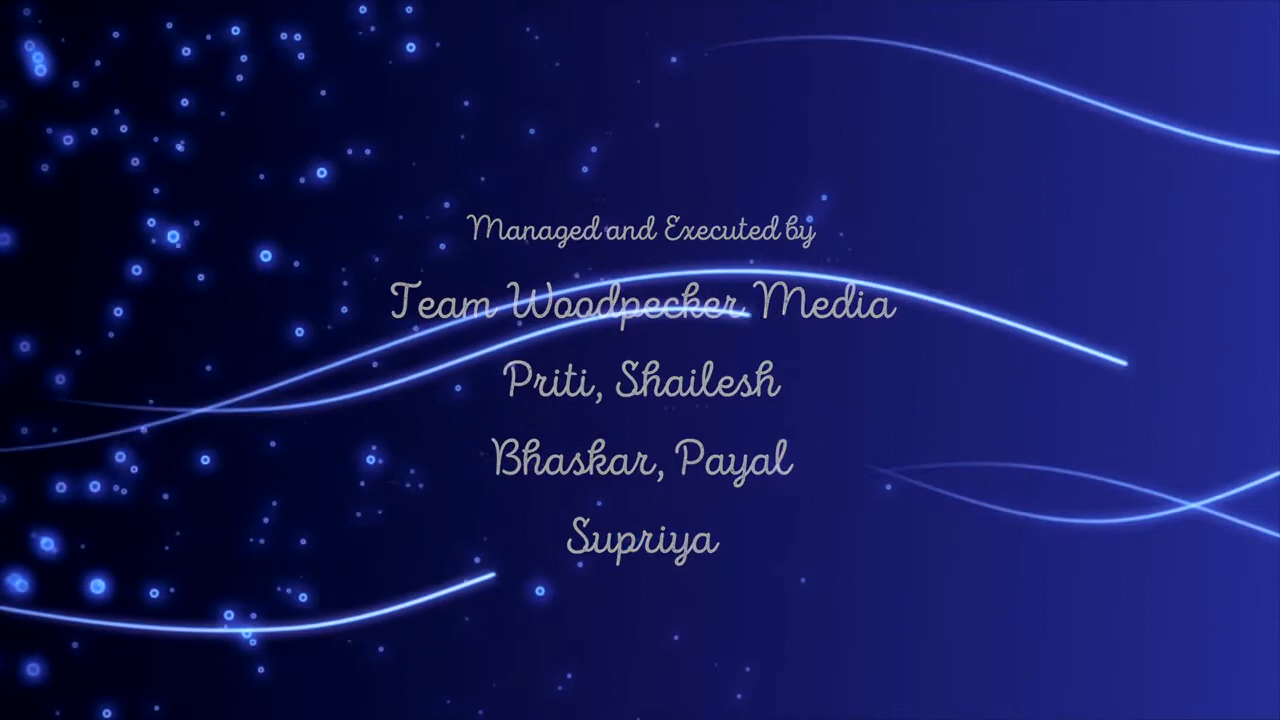 Managed and Executed by
Team Woodpecker Media
Priti, Shailesh
Bhaskar, Payal
Supriya